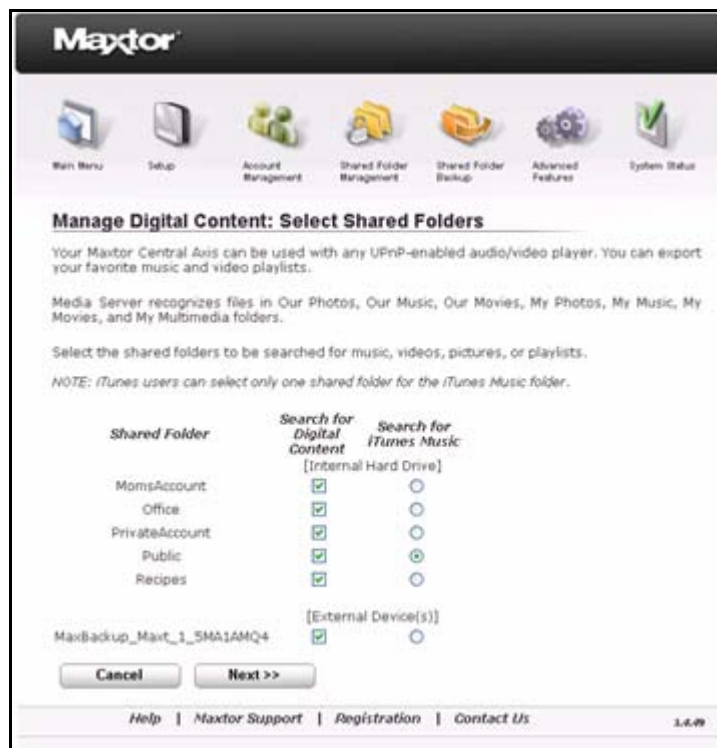 Maxtor
Main Menu
Setup
Account Management
Shared Folder Management
Shared Folder Backup
Advanced Features
System Status
Manage Digital Content: Select Shared Folders
Your Maxtor Central Axis can be used with any UPnP-enabled audio/video player. You can export
your favorite music and video playlists.
Media Server recognizes files in Our Photos, Our Music, Our Movies, My Photos, My Music, My
Movies, and My Multimedia folders.
Select the shared folders to be searched for music, videos, pictures, or playlists.
NOTE: iTunes users can select only one shared folder for the iTunes Music folder.
Shared Folder
Search for Digital Content
Search for iTunes Music
[Internal Hard Drive]
MomsAccount
Office
PrivateAccount
Public
Recipes
[External Device(s)]
MaxBackup_Maxt_1_5MA1AMQ4
Cancel
Next >>
Help | Maxtor Support | Registration | Contact Us